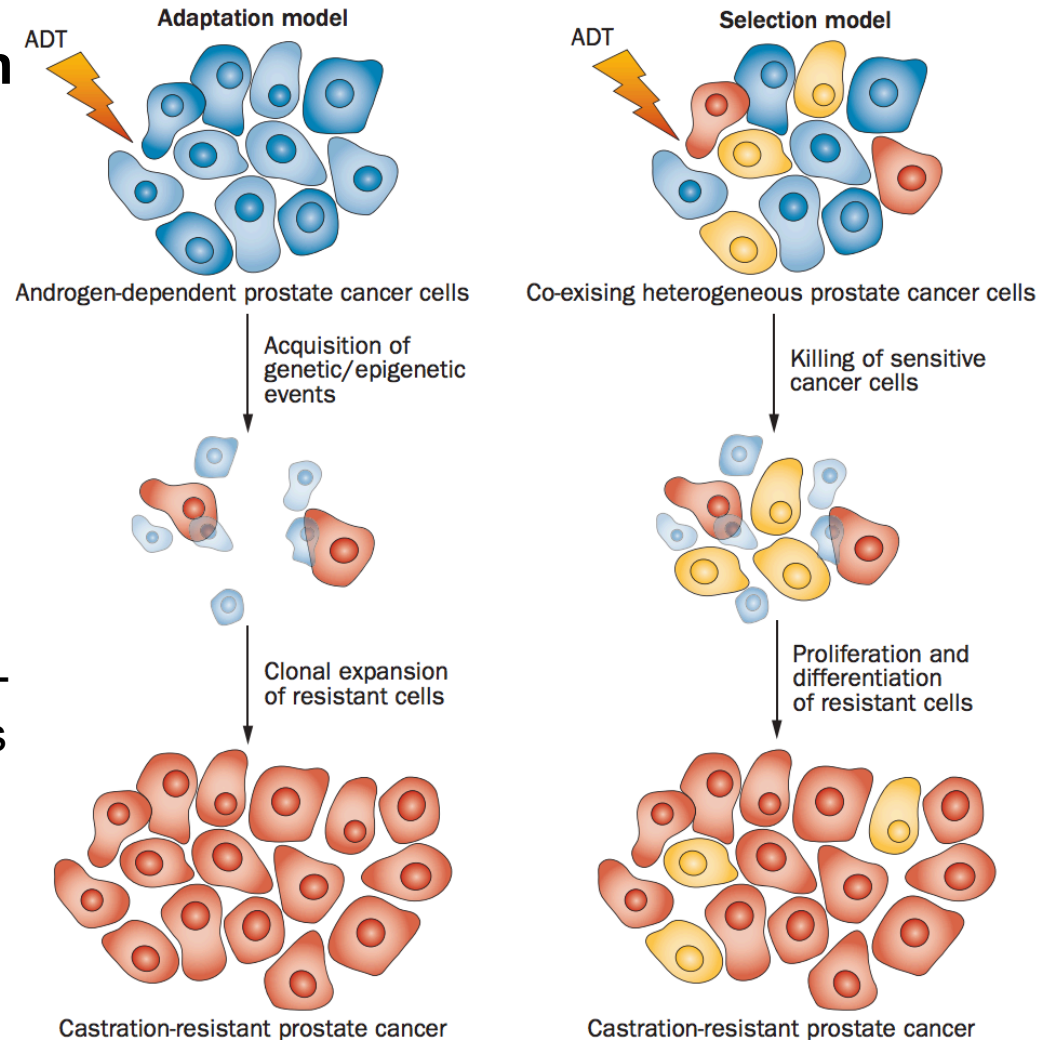 Adaptation model
ADT
n
Androgen-dependent prostate cancer cells
Acquisition of
genetic/epigenetic
events
Clonal expansion
of resistant cells
-
s
Castration-resistant prostate cancer
Selection model
ADT
Co-exising heterogeneous prostate cancer cells
Killing of sensitive
cancer cells
Proliferation and
differentiation
of resistant cells
Castration-resistant prostate cancer